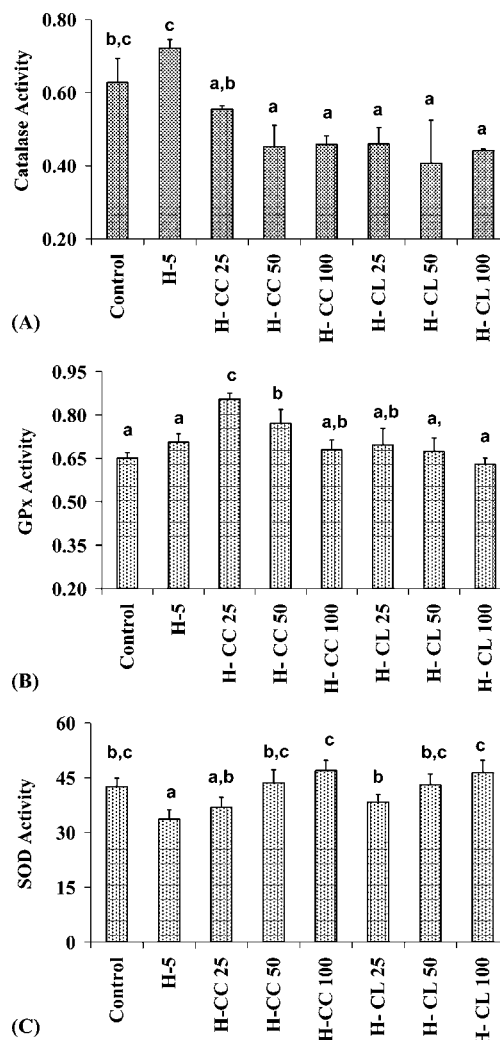 0.80
0.60
0.40
0.20
Catalase Activity
b,c
c
a,b
a
a
a
a
a
Control
H-5
H- CC 25
H- CC 50
H- CC 100
H- CL 25
H- CL 50
H- CL 100
(A)
0.95
0.80
0.65
0.50
0.35
0.20
GPx Activity
a
a
c
b
a,b
a,b
a,
a
Control
H-5
H- CC 25
H- CC 50
H- CC 100
H- CL 25
H- CL 50
H- CL 100
(B)
60
45
30
15
0
SOD Activity
b,c
a
a,b
b,c
c
b
b,c
c
Control
H-5
H-CC 25
H-CC 50
H-CC 100
H-CL 25
H- CL 50
H- CL 100
(C)